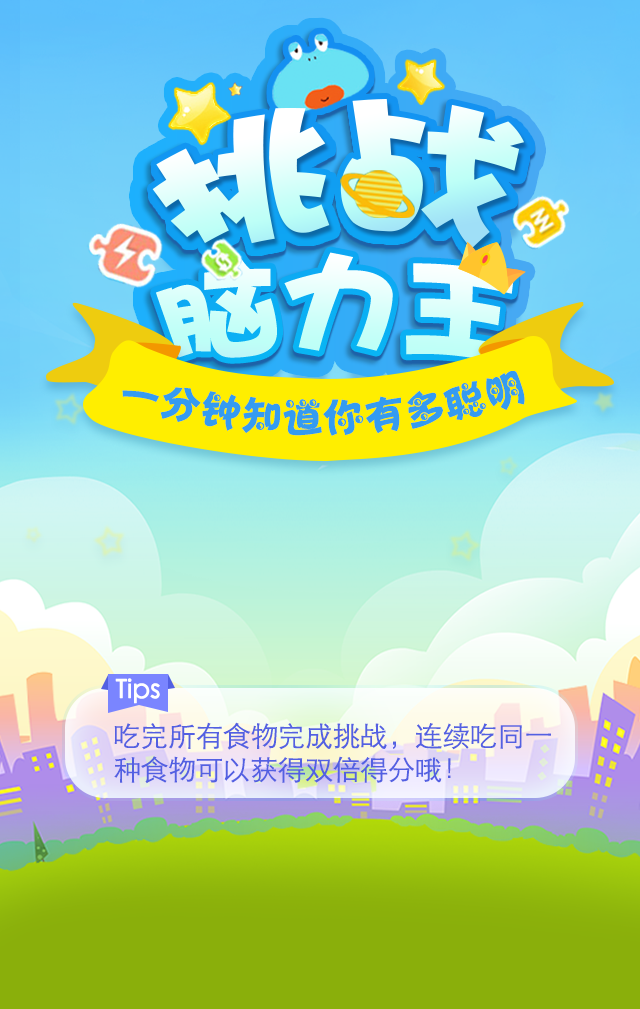 挑战
脑力王
一分钟知道你有多聪明
Tips
吃完所有食物完成挑战，连续吃同一
种食物可以获得双倍得分哦！